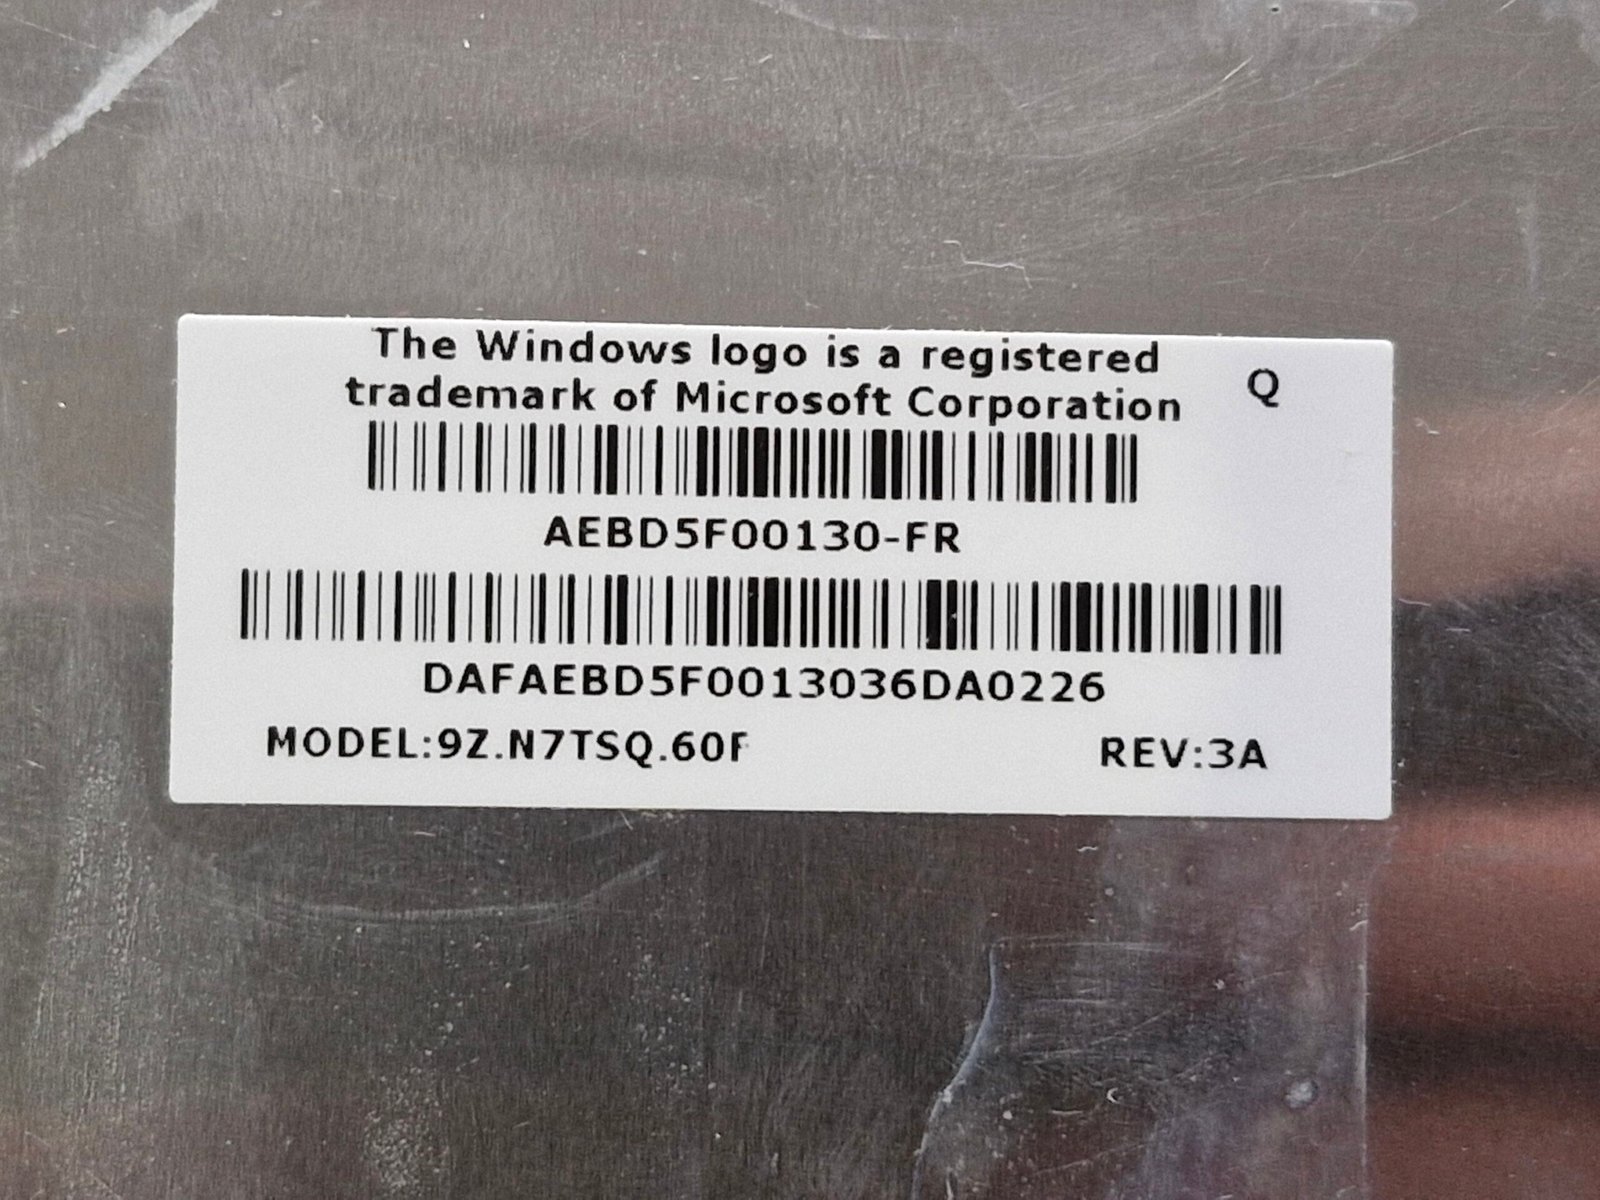 The Windows logo is a registered
trademark of Microsoft Corporation
Q
AEBD5F00130-FR
DAFAEBD5F0013036DA0226
MODEL:9Z.N7TSQ.60F
REV:3A